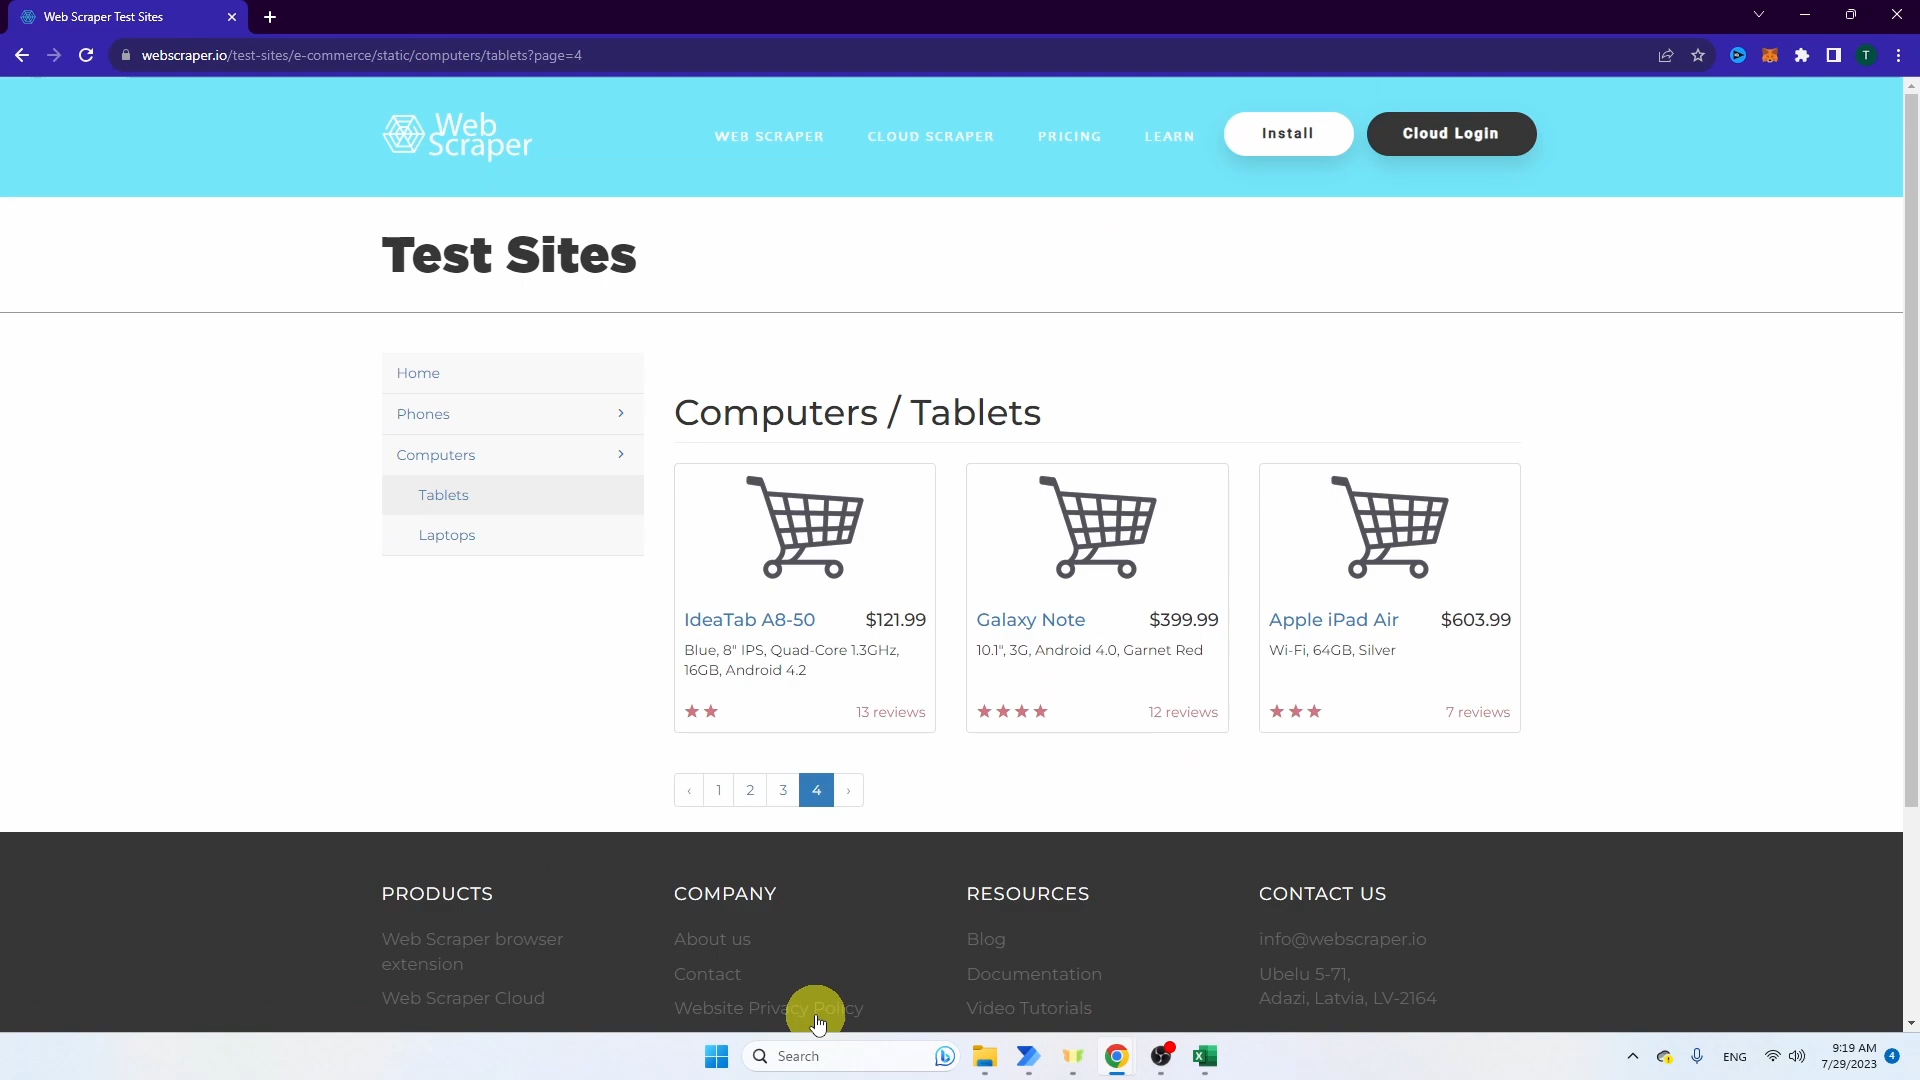 Web Scraper Test Sites
webscraper.io/test-sites/e-commerce/static/computers/tablets?page=4
T
Web
Scraper
WEB SCRAPER
CLOUD SCRAPER
PRICING
LEARN
Install
Cloud Login
Test Sites
Home
Phones
Computers
Tablets
Laptops
Computers / Tablets
IdeaTab A8-50 $121.99
Blue, 8" IPS, Quad-Core 1.3GHz,
16GB, Android 4.2
13 reviews
Galaxy Note $399.99
10.1", 3G, Android 4.0, Garnet Red
12 reviews
Apple iPad Air $603.99
Wi-Fi, 64GB, Silver
7 reviews
‹ 1 2 3 4 ›
PRODUCTS
Web Scraper browser
extension
Web Scraper Cloud
COMPANY
About us
Contact
Website Privacy Policy
RESOURCES
Blog
Documentation
Video Tutorials
CONTACT US
info@webscraper.io
Ubelu 5-71,
Adazi, Latvia, LV-2164
Search
ENG
9:19 AM
7/29/2023
4